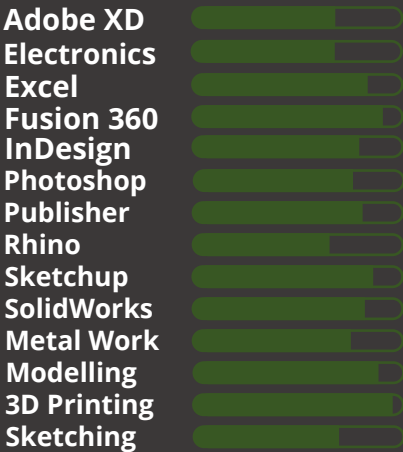 Adobe XD
Electronics
Excel
Fusion 360
InDesign
Photoshop
Publisher
Rhino
Sketchup
SolidWorks
Metal Work
Modelling
3D Printing
Sketching